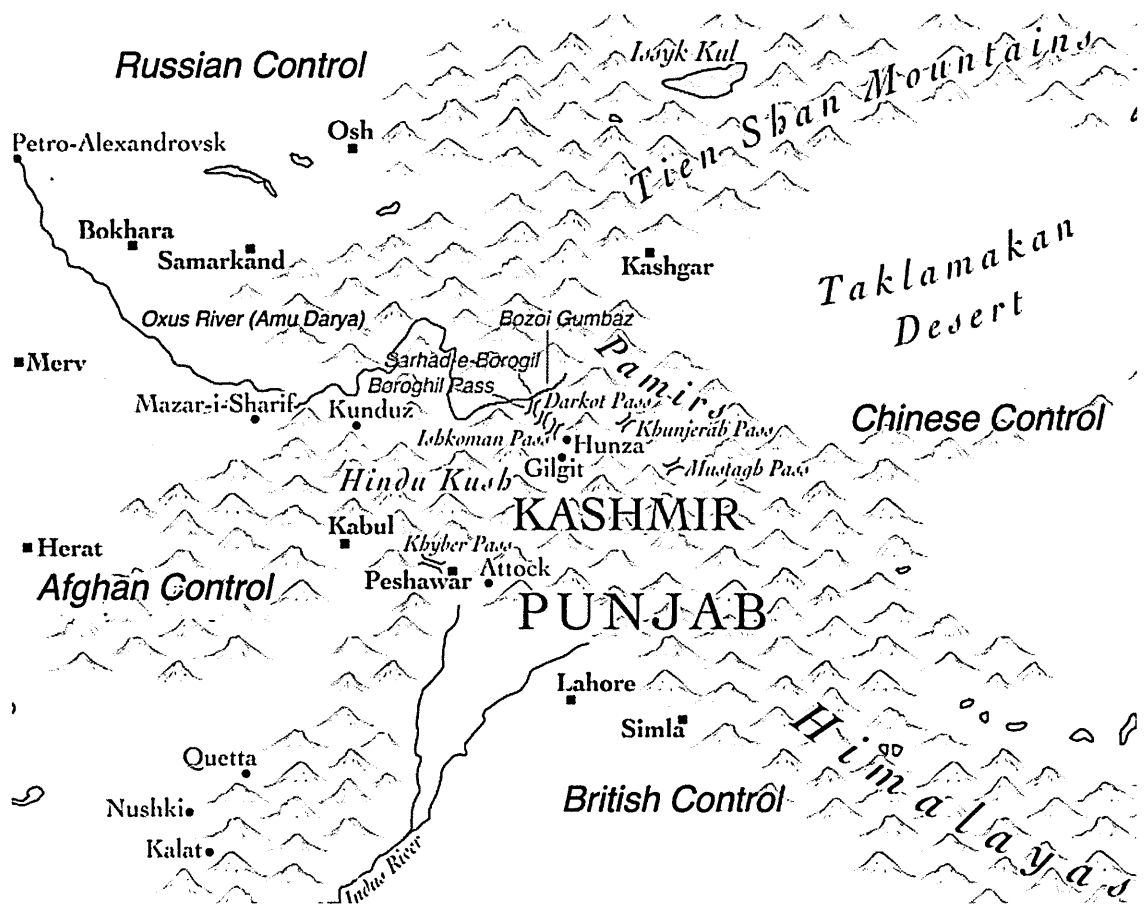 Russian Control
Issyk Kul
Tien Shan Mountains
Petro-Alexandrovsk
Osh
Bokhara
Samarkand
Kashgar
Taklamakan
Desert
Oxus River (Amu Darya)
Bozoi Gumbaz
Pamirs
Merv
Sarhad-e-Borogil
Boroghil Pass
Darkot Pass
Mazar-i-Sharif
Kunduz
Ishkoman Pass
Khunjerab Pass
Chinese Control
Hunza
Gilgit
Mustagh Pass
Hindu Kush
KASHMIR
Kabul
Herat
Khyber Pass
Attock
Peshawar
Afghan Control
PUNJAB
Lahore
Simla
Himalayas
Quetta
Nushki
British Control
Kalat
Indus River